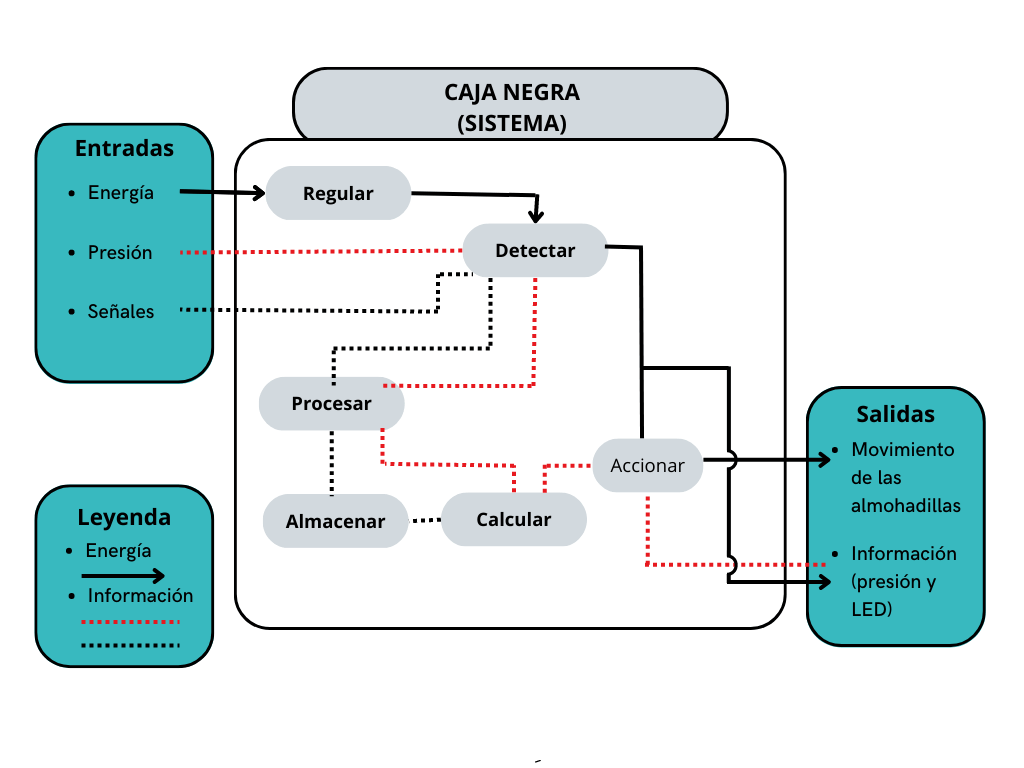 CAJA NEGRA
(SISTEMA)
Entradas
• Energía
• Presión
• Señales
Regular
Detectar
Procesar
Accionar
Almacenar
Calcular
Salidas
• Movimiento
de las
almohadillas
• Información
(presión y
LED)
Leyenda
• Energía
• Información